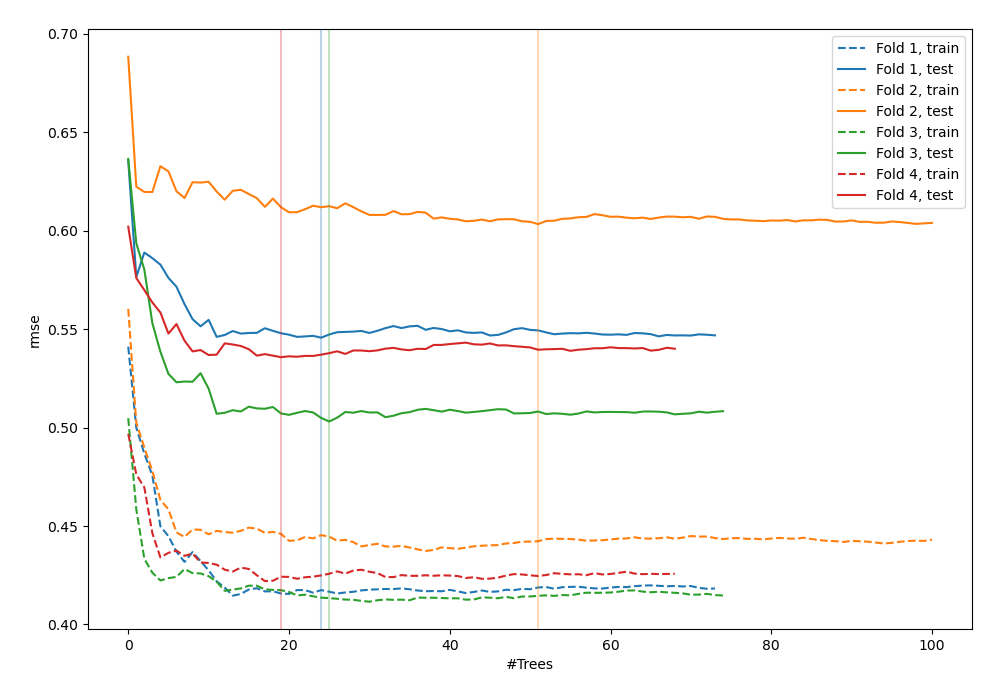 0.70
0.65
0.60
0.55
0.50
0.45
0.40
rmse
0 20 40 60 80 100
#Trees
Fold 1, train
Fold 1, test
Fold 2, train
Fold 2, test
Fold 3, train
Fold 3, test
Fold 4, train
Fold 4, test